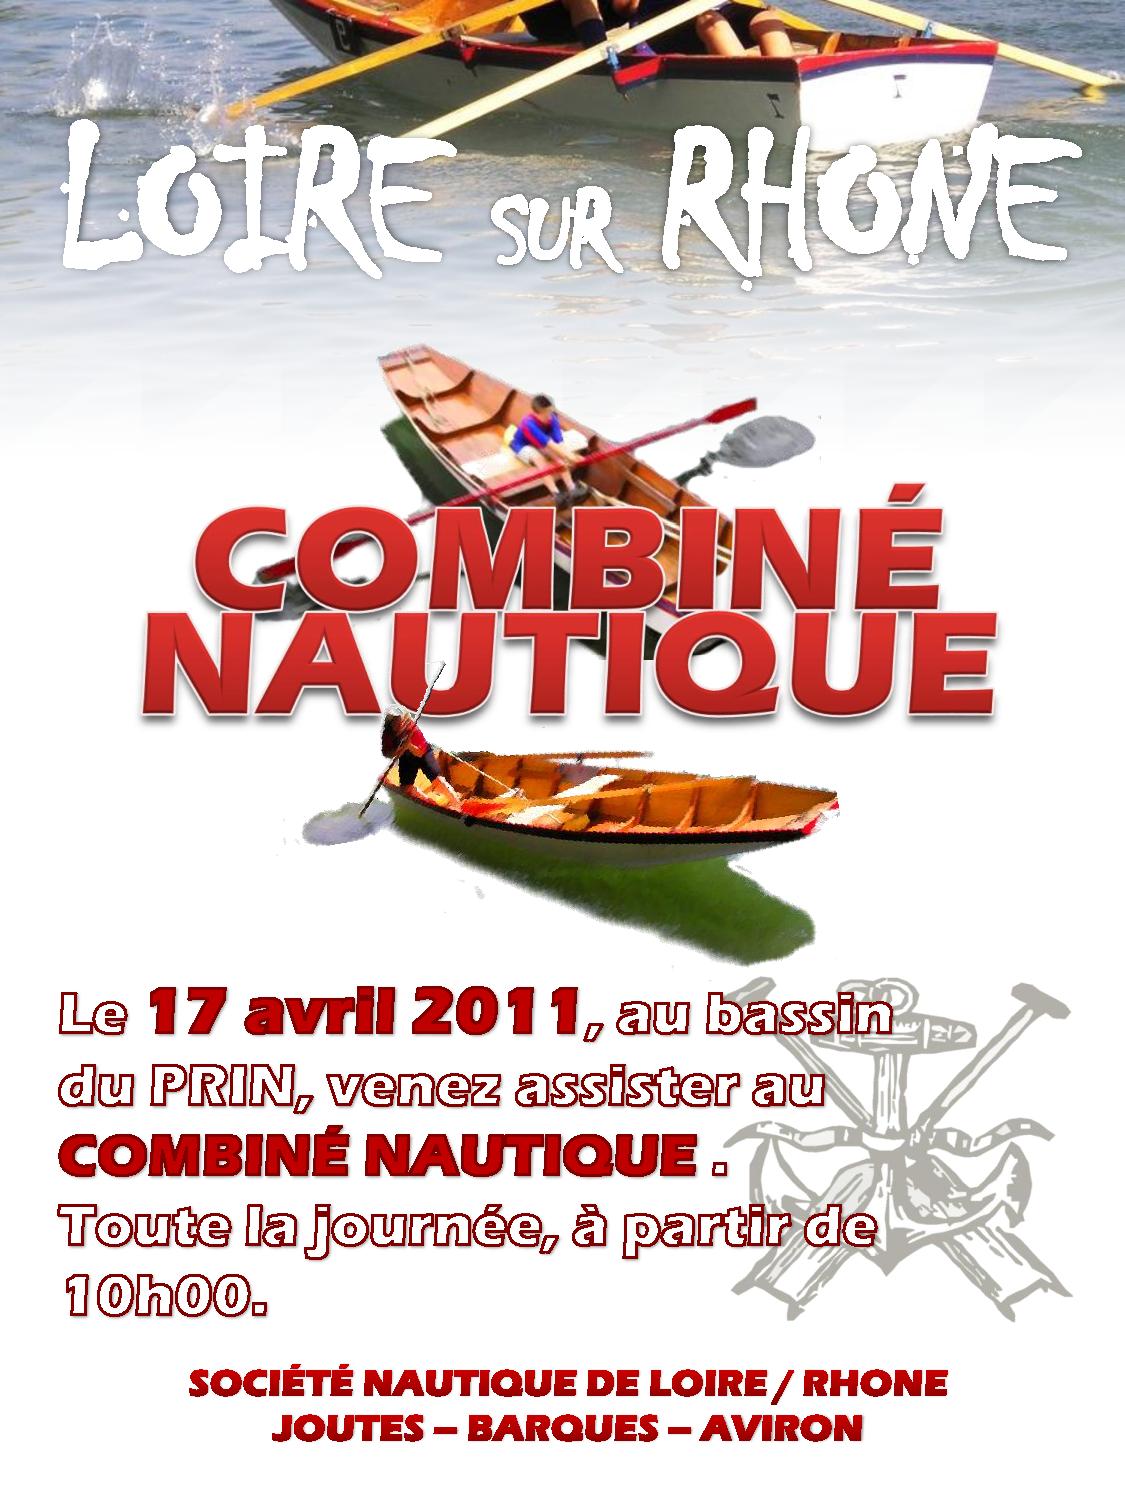 LOIRE SUR RHONE
COMBINÉ
NAUTIQUE
Le 17 avril 2011, au bassin
du PRIN, venez assister au
COMBINÉ NAUTIQUE .
Toute la journée, à partir de
10h00.
SOCIÉTÉ NAUTIQUE DE LOIRE / RHONE
JOUTES – BARQUES – AVIRON